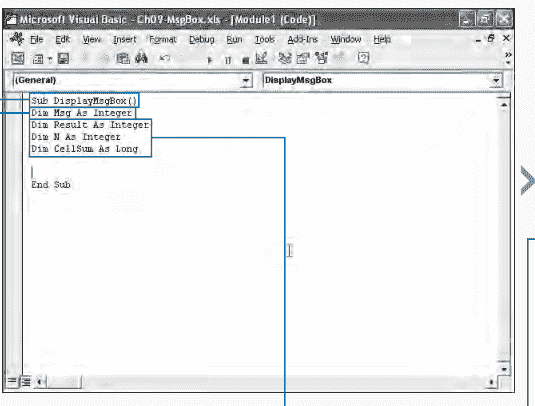 Microsoft Visual Basic - Ch09-MsgBox.xls - [Module1 (Code)]
File Edit View Insert Format Debug Run Tools Add-Ins Window Help
(General) DisplayMsgBox
Sub DisplayMsgBox()
Dim Msg As Integer
Dim Result As Integer
Dim N As Integer
Dim CellSum As Long
End Sub